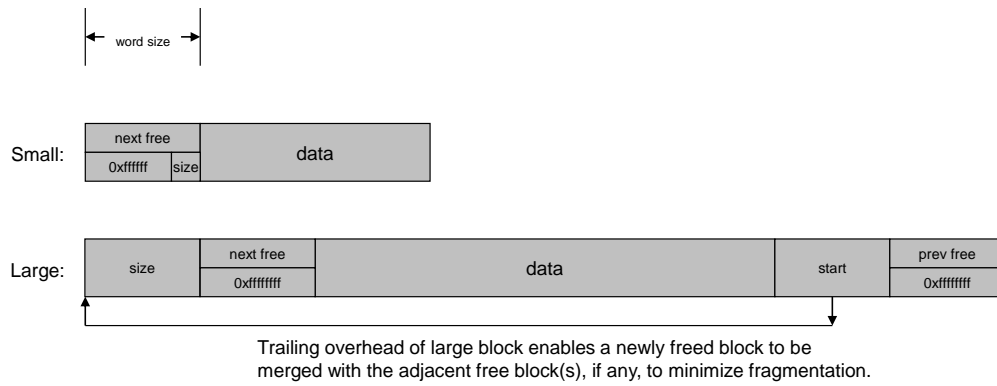 word size
Small:
next free
0xffffff
size
data
Large:
size
next free
0xffffffff
data
start
prev free
0xffffffff
Trailing overhead of large block enables a newly freed block to be
merged with the adjacent free block(s), if any, to minimize fragmentation.